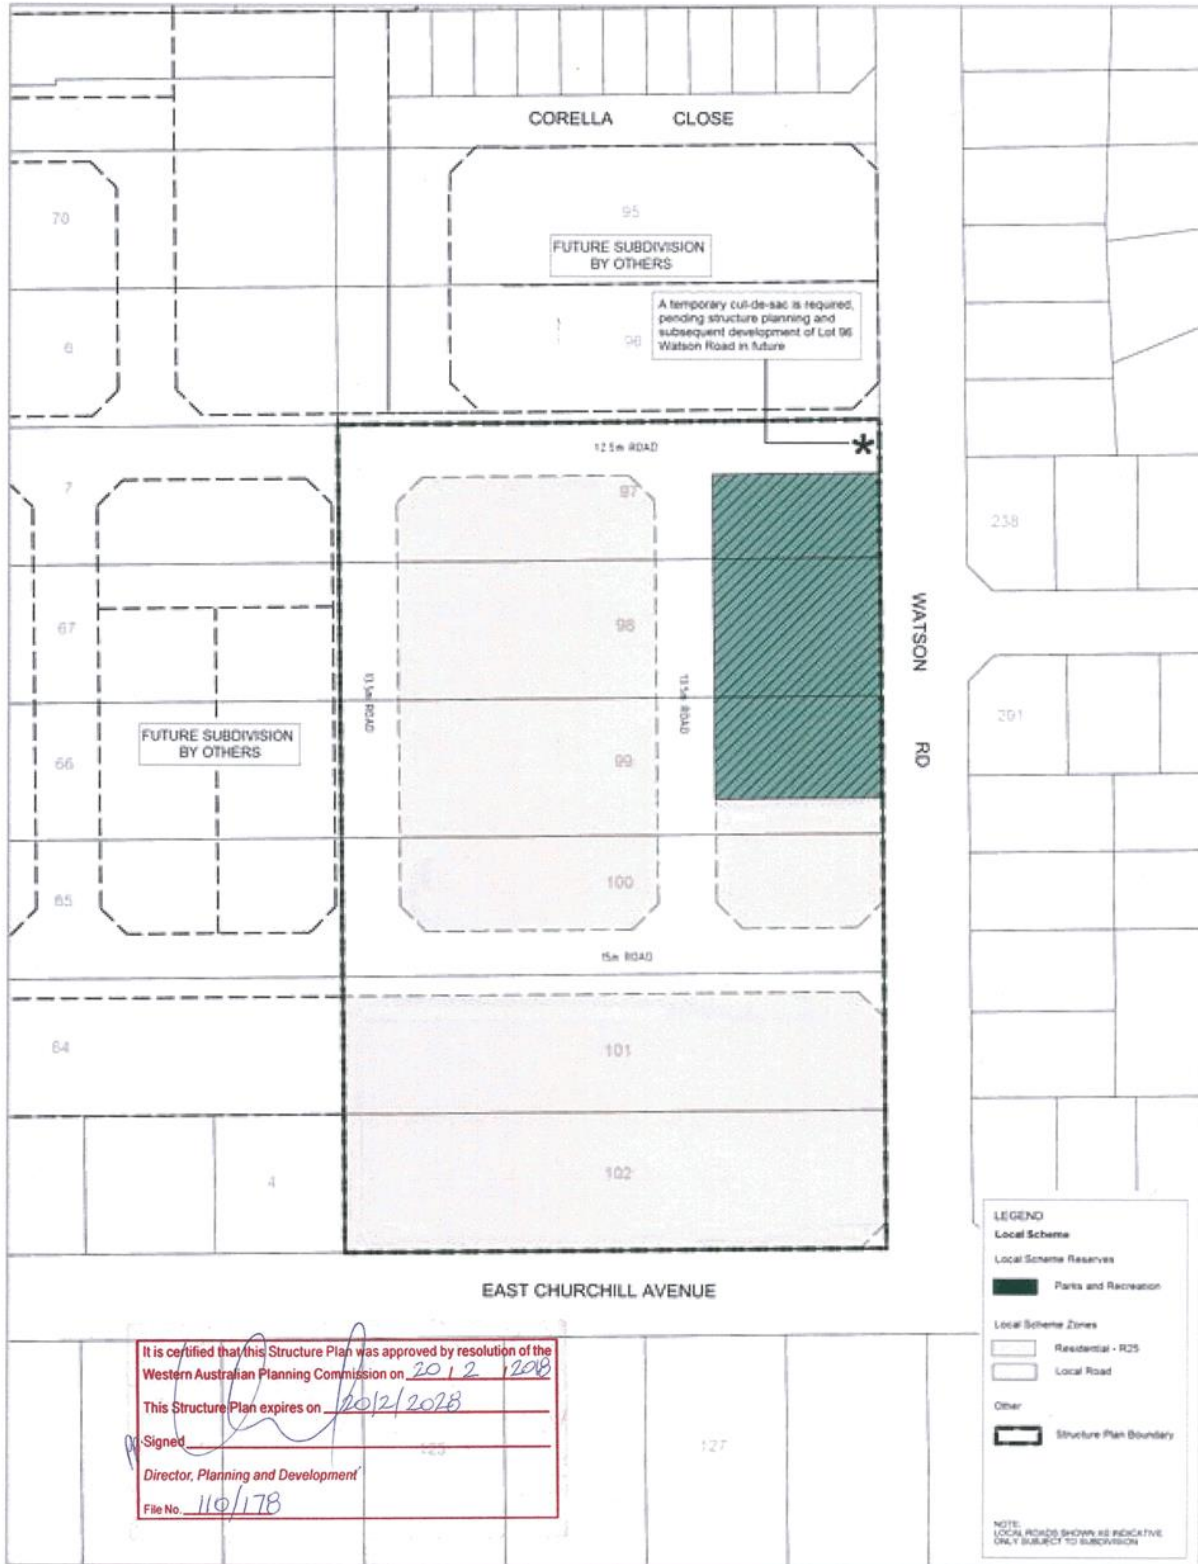 CORELLA CLOSE
70
95
FUTURE SUBDIVISION
BY OTHERS
A temporary cul-de-sac is required,
pending structure planning and
subsequent development of Lot 96
Watson Road in future
6
96
12.5m ROAD
*
7
97
238
67
98
WATSON RD
13.5m ROAD
13.5m ROAD
FUTURE SUBDIVISION
BY OTHERS
66
99
201
65
100
15m ROAD
64
101
4
102
EAST CHURCHILL AVENUE
LEGEND
Local Scheme
Local Scheme Reserves
Parks and Recreation
Local Scheme Zones
Residential - R25
Local Road
Other
Structure Plan Boundary
NOTE:
LOCAL ROADS SHOWN AS INDICATIVE
ONLY SUBJECT TO SUBDIVISION
It is certified that this Structure Plan was approved by resolution of the
Western Australian Planning Commission on 20 / 2 / 2018
This Structure Plan expires on 20/2/2028
Signed
Director, Planning and Development
File No. 110/178
127